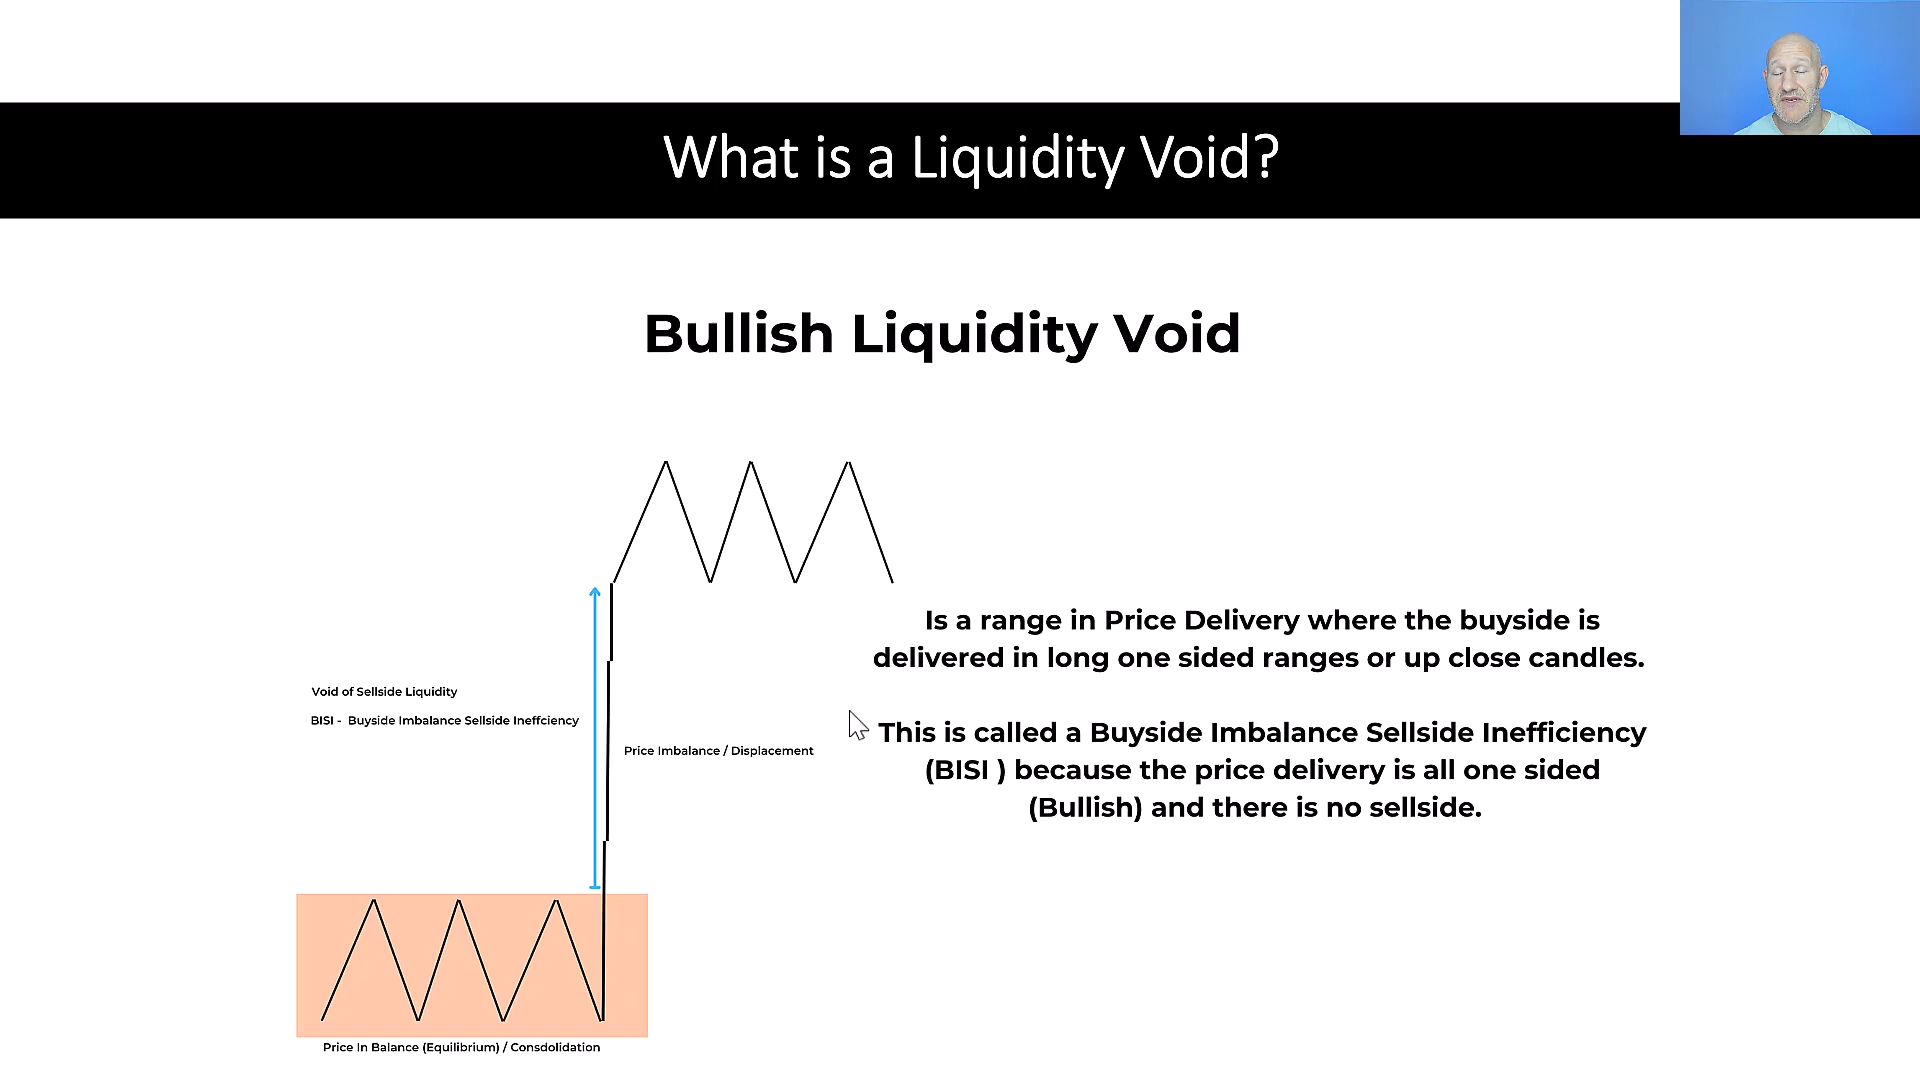 What is a Liquidity Void?
Bullish Liquidity Void
Is a range in Price Delivery where the buyside is
delivered in long one sided ranges or up close candles.
Void of Sellside Liquidity
BISI - Buyside Imbalance Sellside Ineffciency
Price Imbalance / Displacement
This is called a Buyside Imbalance Sellside Inefficiency
(BISI ) because the price delivery is all one sided
(Bullish) and there is no sellside.
Price In Balance (Equilibrium) / Consdolidation